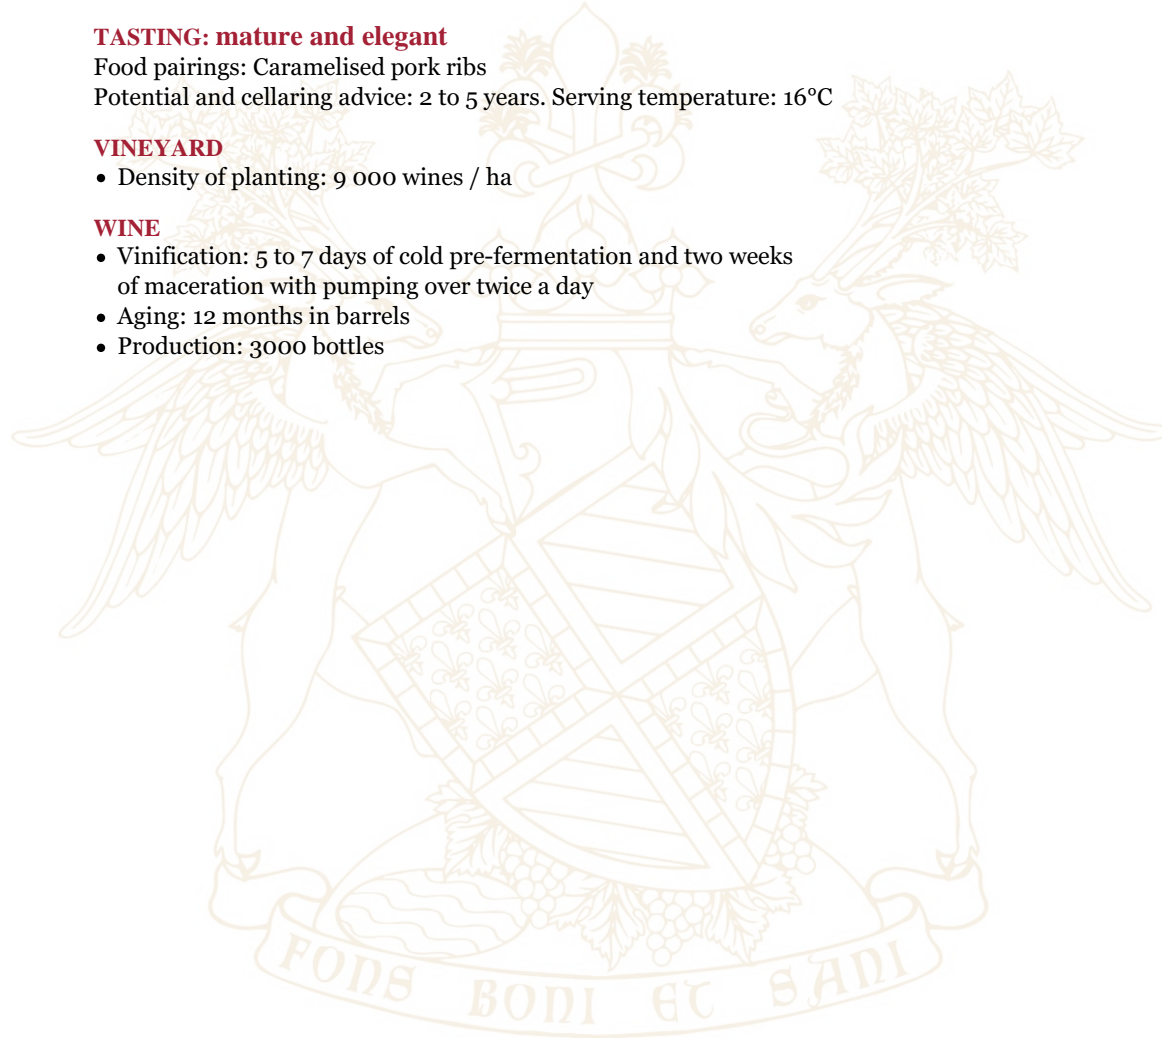 TASTING: mature and elegant
Food pairings: Caramelised pork ribs
Potential and cellaring advice: 2 to 5 years. Serving temperature: 16°C
VINEYARD
• Density of planting: 9 000 wines / ha
WINE
• Vinification: 5 to 7 days of cold pre-fermentation and two weeks
of maceration with pumping over twice a day
• Aging: 12 months in barrels
• Production: 3000 bottles
FONS BONI ET SANI